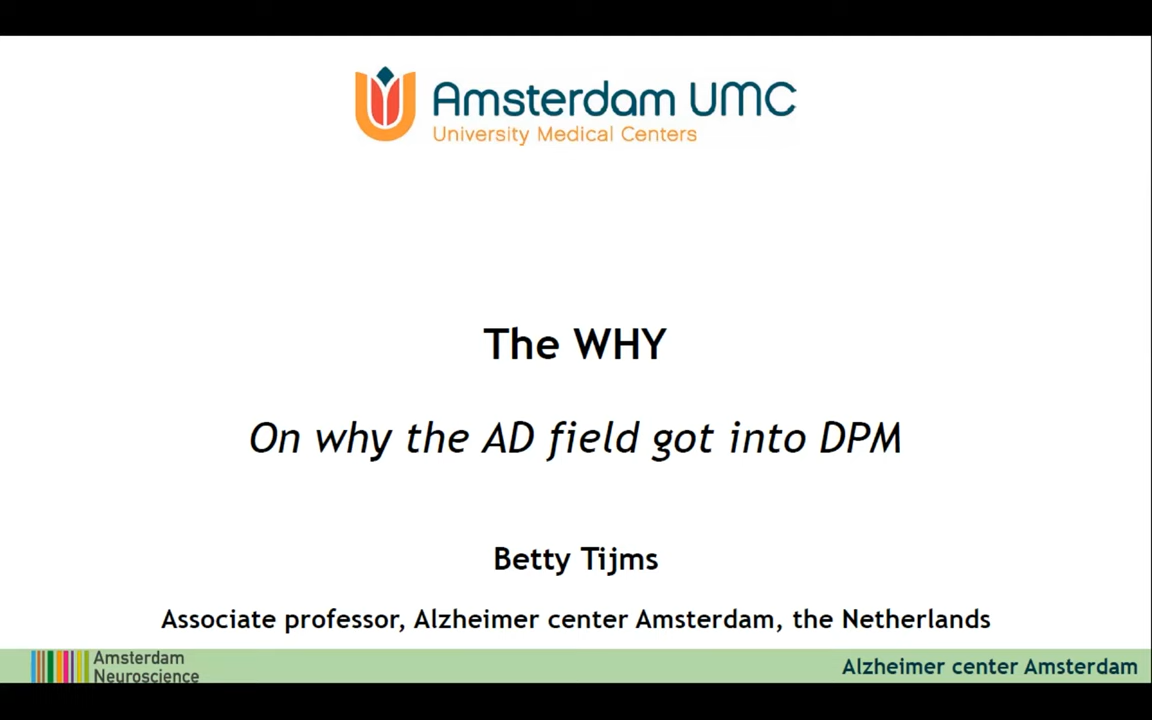 Amsterdam UMC
University Medical Centers
The WHY
On why the AD field got into DPM
Betty Tijms
Associate professor, Alzheimer center Amsterdam, the Netherlands
Amsterdam
Neuroscience
Alzheimer center Amsterdam